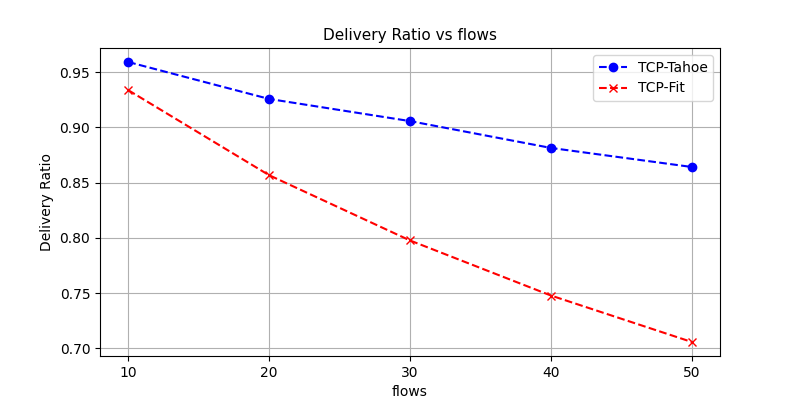 Delivery Ratio vs flows
TCP-Tahoe
TCP-Fit
Delivery Ratio
0.95
0.90
0.85
0.80
0.75
0.70
10 20 30 40 50
flows